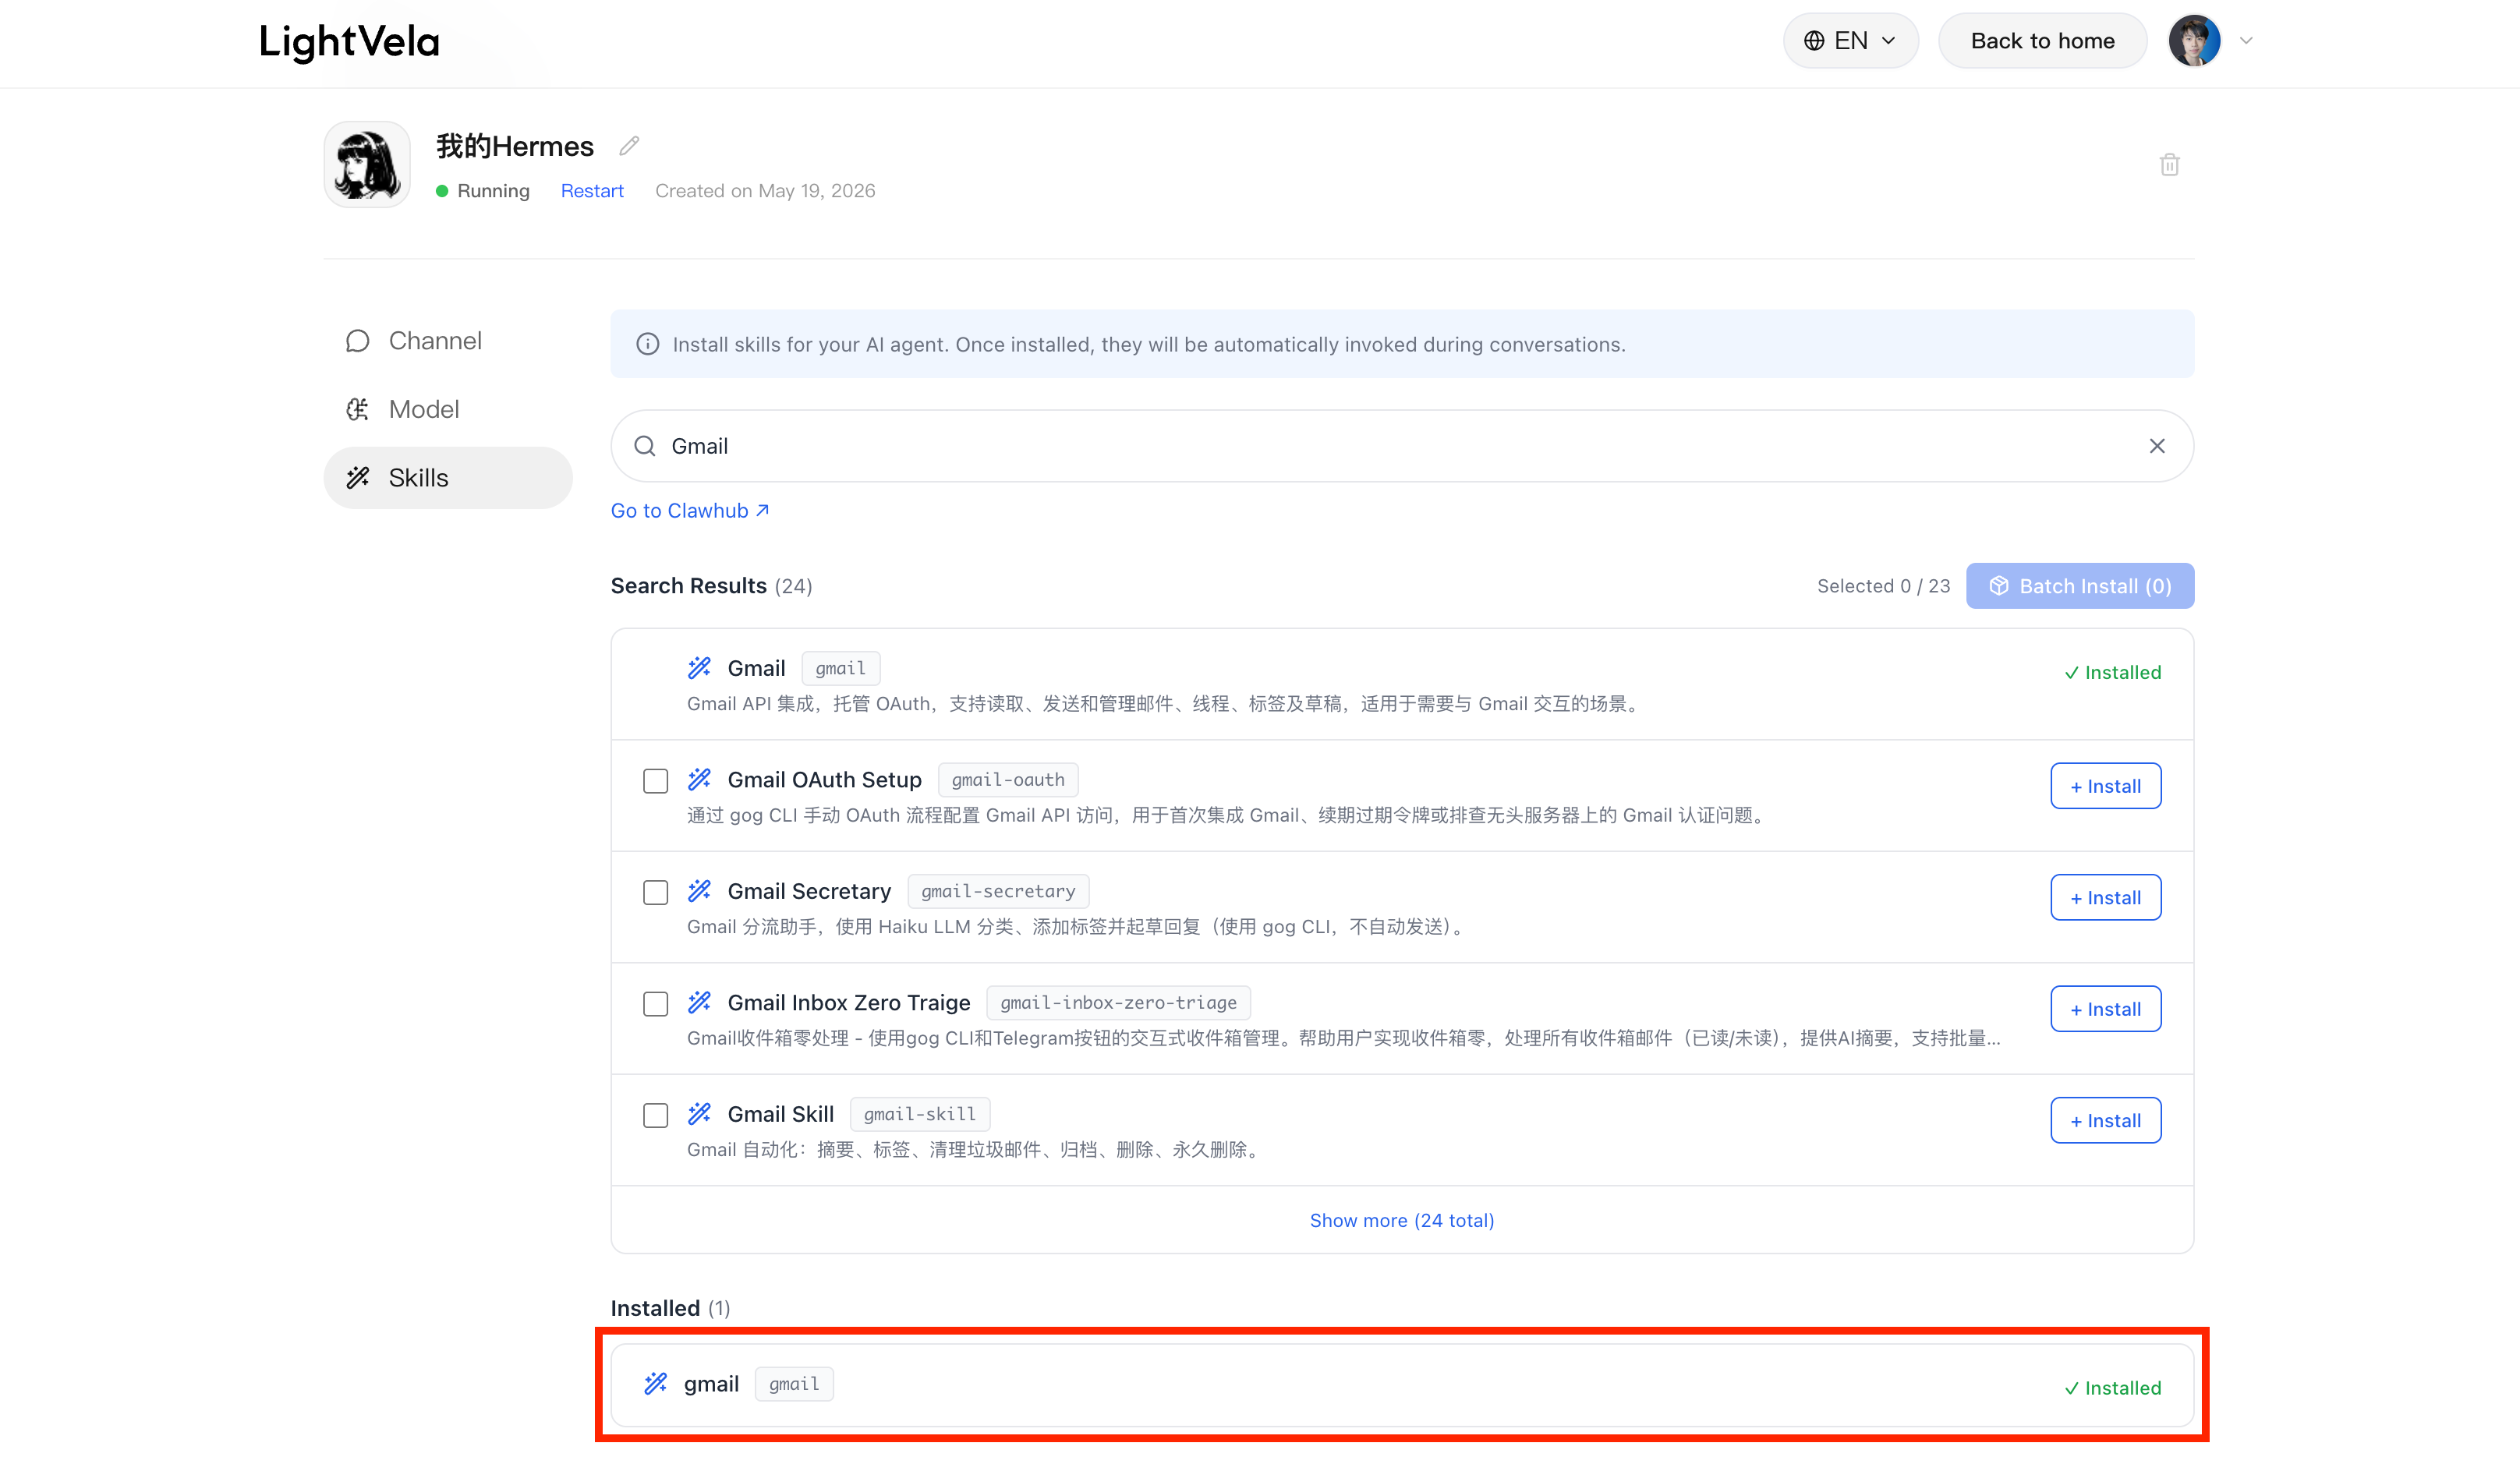 LightVela
EN
Back to home
我的Hermes
Running Restart Created on May 19, 2026
Channel
Model
Skills
Install skills for your AI agent. Once installed, they will be automatically invoked during conversations.
Gmail
Go to Clawhub ↗
Search Results (24)
Selected 0 / 23
Batch Install (0)
Gmail gmail
✓ Installed
Gmail API 集成，托管 OAuth，支持读取、发送和管理邮件、线程、标签及草稿，适用于需要与 Gmail 交互的场景。
Gmail OAuth Setup gmail-oauth
+ Install
通过 gog CLI 手动 OAuth 流程配置 Gmail API 访问，用于首次集成 Gmail、续期过期令牌或排查无头服务器上的 Gmail 认证问题。
Gmail Secretary gmail-secretary
+ Install
Gmail 分流助手，使用 Haiku LLM 分类、添加标签并起草回复（使用 gog CLI，不自动发送）。
Gmail Inbox Zero Traige gmail-inbox-zero-triage
+ Install
Gmail收件箱零处理 - 使用gog CLI和Telegram按钮的交互式收件箱管理。帮助用户实现收件箱零，处理所有收件箱邮件（已读/未读），提供AI摘要，支持批量...
Gmail Skill gmail-skill
+ Install
Gmail 自动化：摘要、标签、清理垃圾邮件、归档、删除、永久删除。
Show more (24 total)
Installed (1)
gmail gmail
✓ Installed